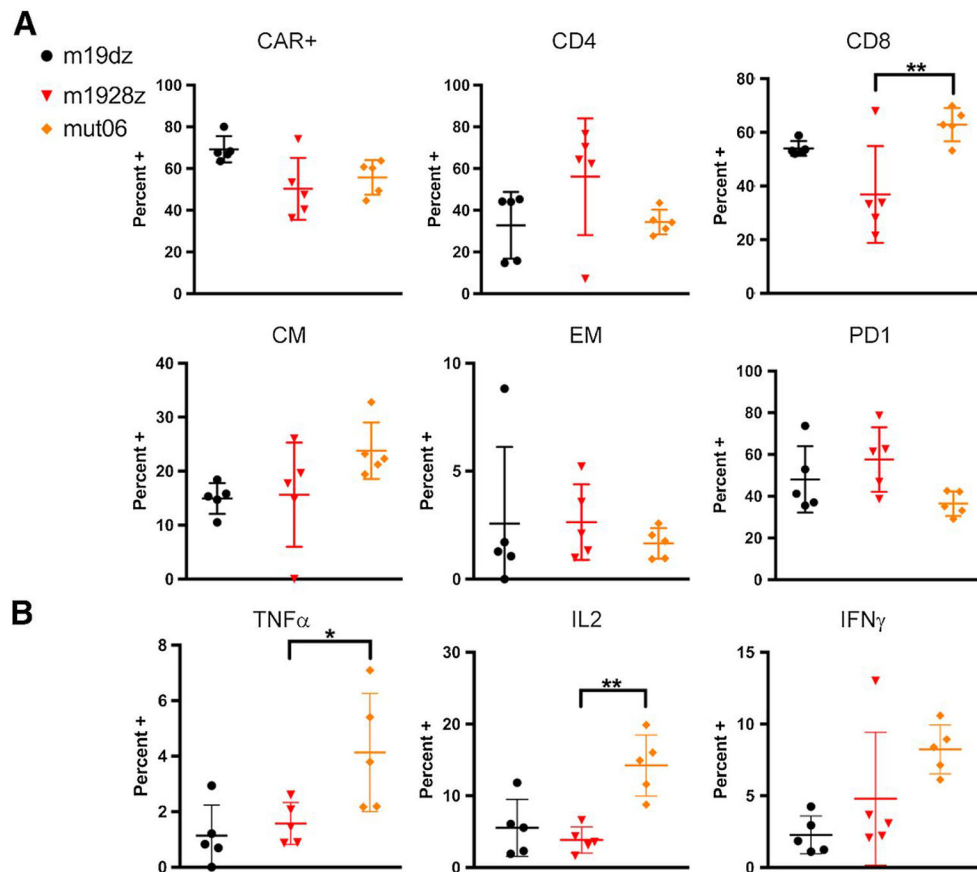 A
m19dz
m1928z
mut06
CAR+
Percent +
100
80
60
40
20
0
CD4
Percent +
100
80
60
40
20
0
CD8
**
Percent +
80
60
40
20
0
CM
Percent +
40
30
20
10
0
EM
Percent +
10
5
0
PD1
Percent +
100
80
60
40
20
0
B
TNFα
*
Percent +
8
6
4
2
0
IL2
**
Percent +
30
20
10
0
IFNγ
Percent +
15
10
5
0